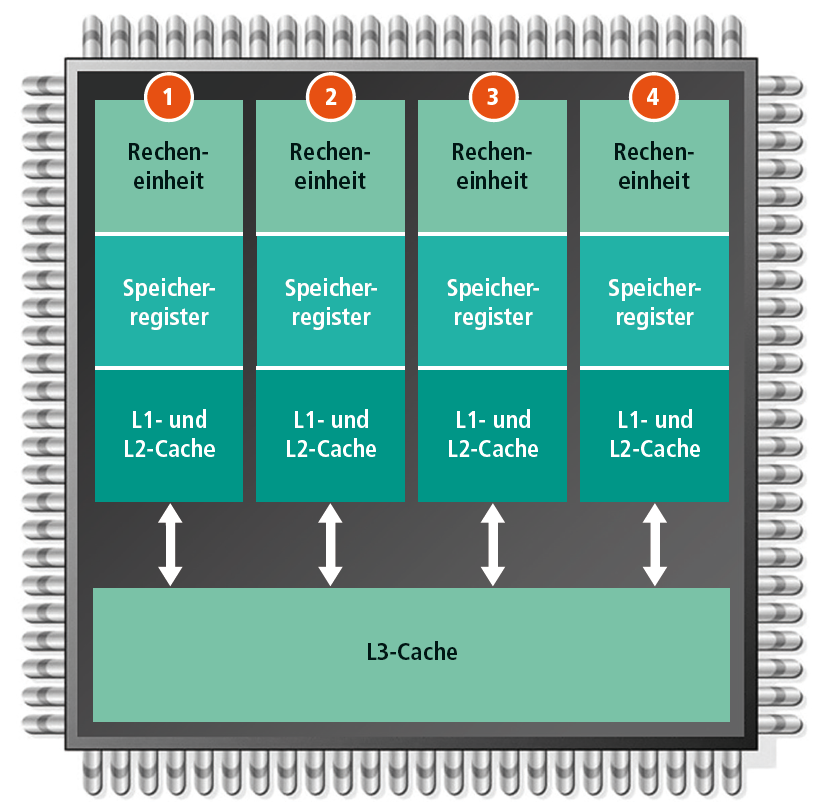 1 2 3 4
Rechen- Rechen- Rechen- Rechen-
einheit einheit einheit einheit
Speicher- Speicher- Speicher- Speicher-
register register register register
L1- und L1- und L1- und L1- und
L2-Cache L2-Cache L2-Cache L2-Cache
L3-Cache